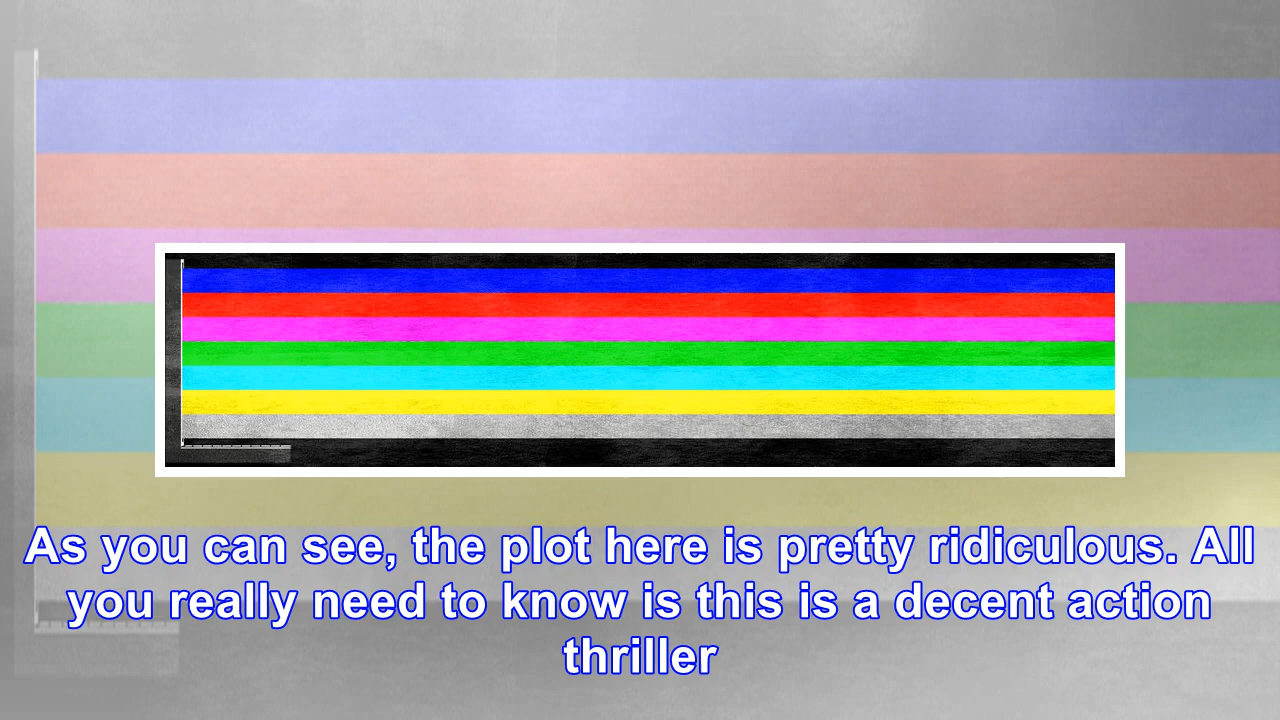 As you can see, the plot here is pretty ridiculous. All
you really need to know is this is a decent action
thriller